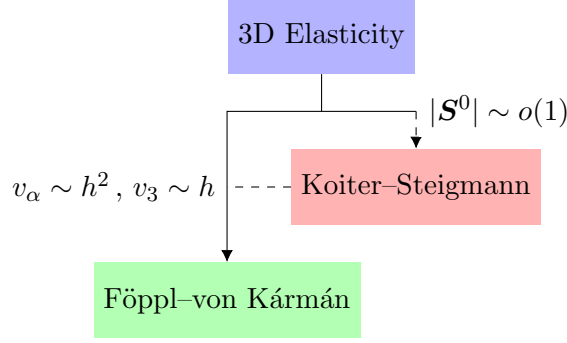 3D Elasticity
|𝑺⁰| ∼ o(1)
Koiter–Steigmann
v_α ∼ h² , v₃ ∼ h
Föppl–von Kármán